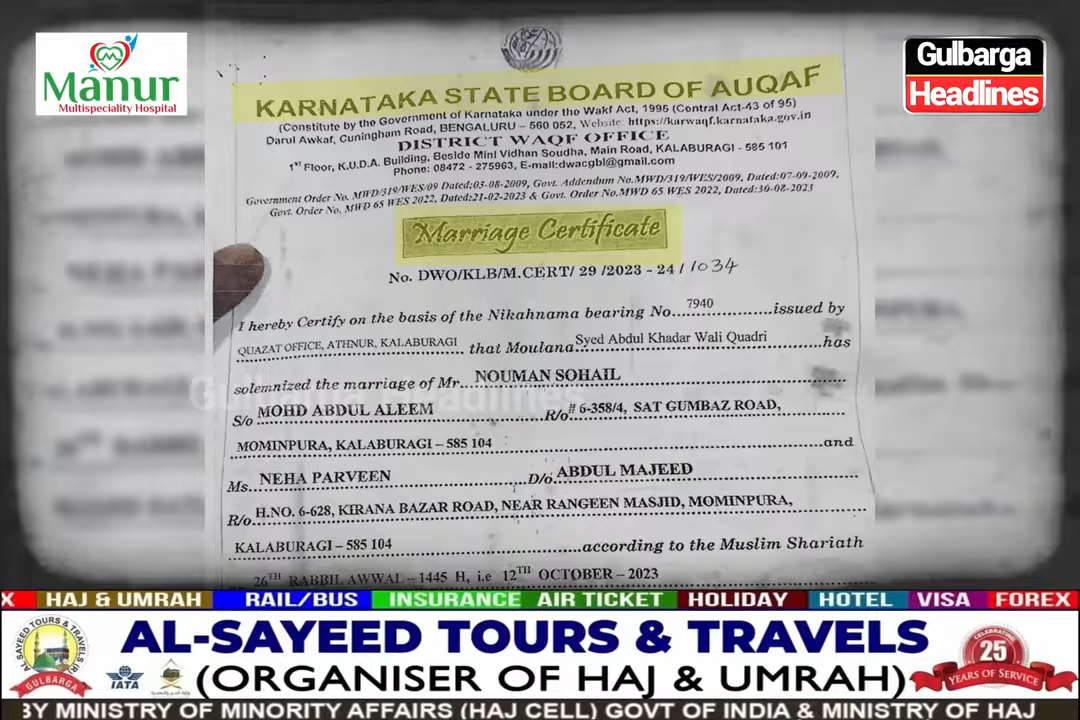 Manur
Multispeciality Hospital
Gulbarga
Headlines
KARNATAKA STATE BOARD OF AUQAF
(Constitute by the Government of Karnataka under the Wakf Act, 1995 (Central Act-43 of 95)
Darul Awkaf, Cuningham Road, BENGALURU – 560 052, Website: https://karwaqf.karnataka.gov.in
DISTRICT WAQF OFFICE
1st Floor, K.U.D.A. Building, Beside Mini Vidhan Soudha, Main Road, KALABURAGI - 585 101
Phone: 08472 - 275963, E-mail:dwacgbl@gmail.com
Government Order No. MWD/319/WES/09 Dated:03-08-2009, Govt. Addendum No.MWD/319/WES/2009, Dated:07-09-2009,
Govt. Order No. MWD 65 WES 2022, Dated:21-02-2023 & Govt. Order No.MWD 65 WES 2022, Dated:30-08-2023
Marriage Certificate
No. DWO/KLB/M.CERT/ 29 /2023 - 24 / 1034
I hereby Certify on the basis of the Nikahnama bearing No. 7940 issued by
QUAZAT OFFICE, ATHNUR, KALABURAGI that Moulana Syed Abdul Khadar Wali Quadri has
solemnized the marriage of Mr. NOUMAN SOHAIL
S/o MOHD ABDUL ALEEM R/o # 6-358/4, SAT GUMBAZ ROAD,
MOMINPURA, KALABURAGI – 585 104 and
Ms. NEHA PARVEEN D/o. ABDUL MAJEED
R/o. H.NO. 6-628, KIRANA BAZAR ROAD, NEAR RANGEEN MASJID, MOMINPURA,
KALABURAGI – 585 104 according to the Muslim Shariath
26TH RABBIL AWWAL – 1445 H, i.e 12TH OCTOBER – 2023
Gulbarga Headlines
X HAJ & UMRAH RAIL/BUS INSURANCE AIR TICKET HOLIDAY HOTEL VISA FOREX
AL-SAYEED TOURS & TRAVELS
(ORGANISER OF HAJ & UMRAH)
AL-SAYEED TOURS & TRAVELS (R)
GULBARGA
IATA
CELEBRATING
25
YEARS OF SERVICE
BY MINISTRY OF MINORITY AFFAIRS (HAJ CELL) GOVT OF INDIA & MINISTRY OF HAJ